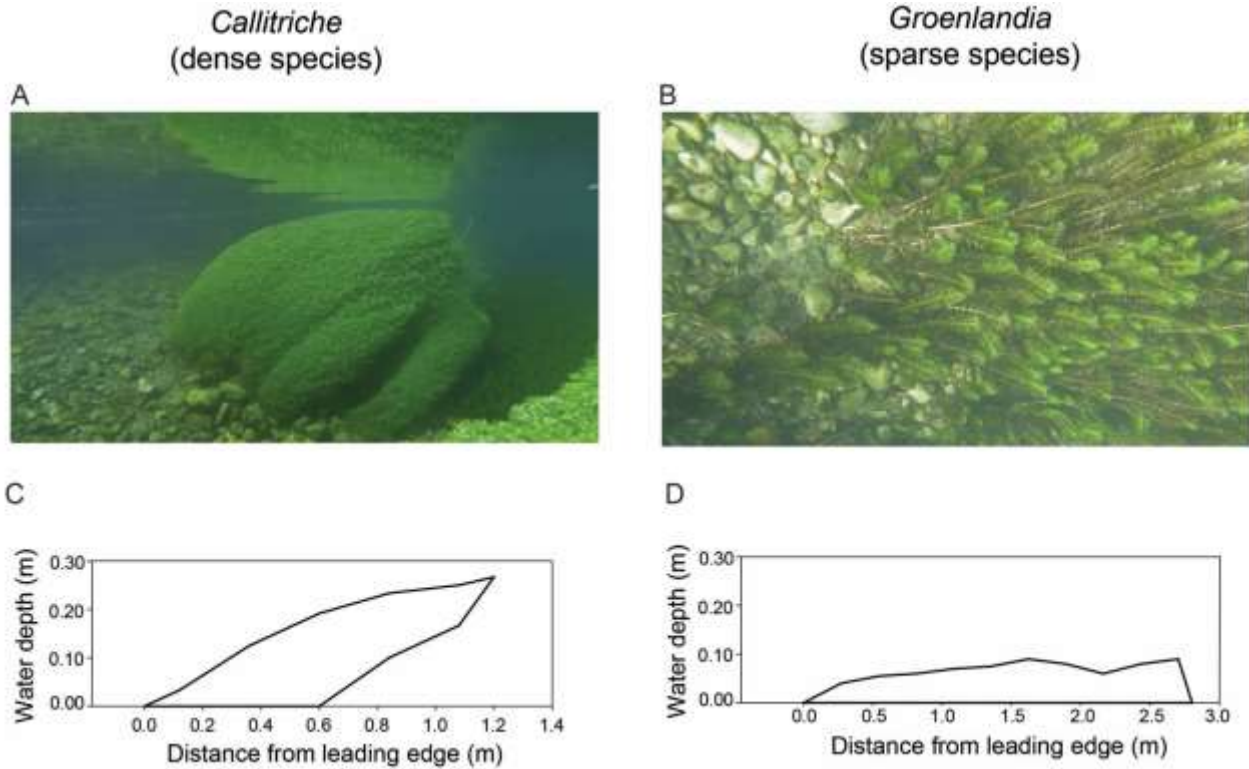 Callitriche
(dense species)
Groenlandia
(sparse species)
A
B
C
D
Water depth (m)
0.30
0.20
0.10
0.00
0.0 0.2 0.4 0.6 0.8 1.0 1.2 1.4
Distance from leading edge (m)
Water depth (m)
0.30
0.20
0.10
0.00
0.0 0.5 1.0 1.5 2.0 2.5 3.0
Distance from leading edge (m)